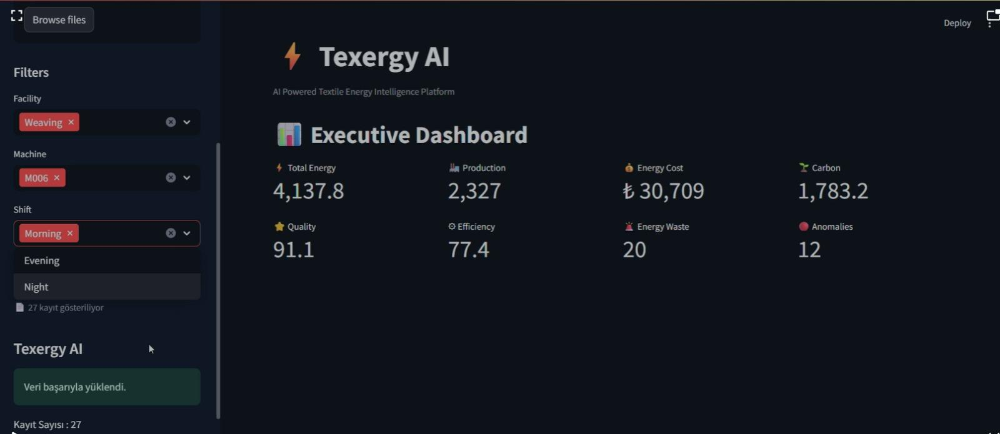 Browse files
Filters
Facility
Weaving
Machine
M006
Shift
Morning
Evening
Night
27 kayıt gösteriliyor
Texergy AI
Veri başarıyla yüklendi.
Kayıt Sayısı : 27
Deploy
Texergy AI
AI Powered Textile Energy Intelligence Platform
Executive Dashboard
Total Energy
4,137.8
Production
2,327
Energy Cost
₺ 30,709
Carbon
1,783.2
Quality
91.1
Efficiency
77.4
Energy Waste
20
Anomalies
12